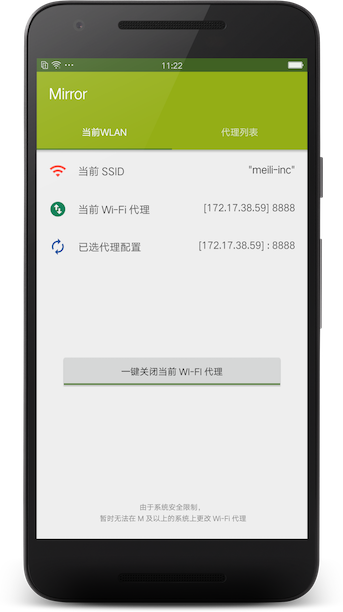 11:22
Mirror
当前WLAN 代理列表
当前 SSID "meili-inc"
当前 Wi-Fi 代理 [172.17.38.59] 8888
已选代理配置 [172.17.38.59] : 8888
一键关闭当前 WI-FI 代理
由于系统安全限制，
暂时无法在 M 及以上的系统上更改 Wi-Fi 代理